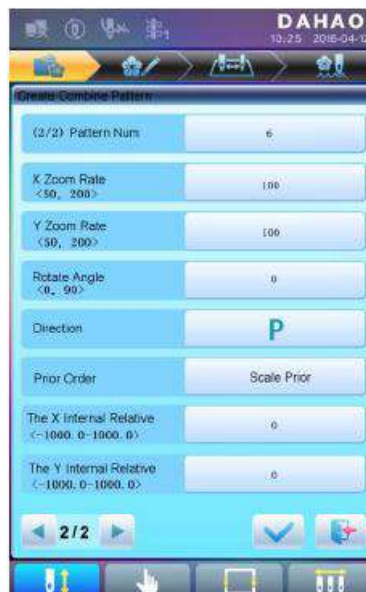 DAHAO
10:25 2016-04-12
Create Combine Pattern
(2/2) Pattern Num
6
X Zoom Rate
<50, 200>
100
Y Zoom Rate
<50, 200>
100
Rotate Angle
<0, 90>
0
Direction
P
Prior Order
Scale Prior
The X Internal Relative
<-1000.0-1000.0>
0
The Y Internal Relative
<-1000.0-1000.0>
0
2/2